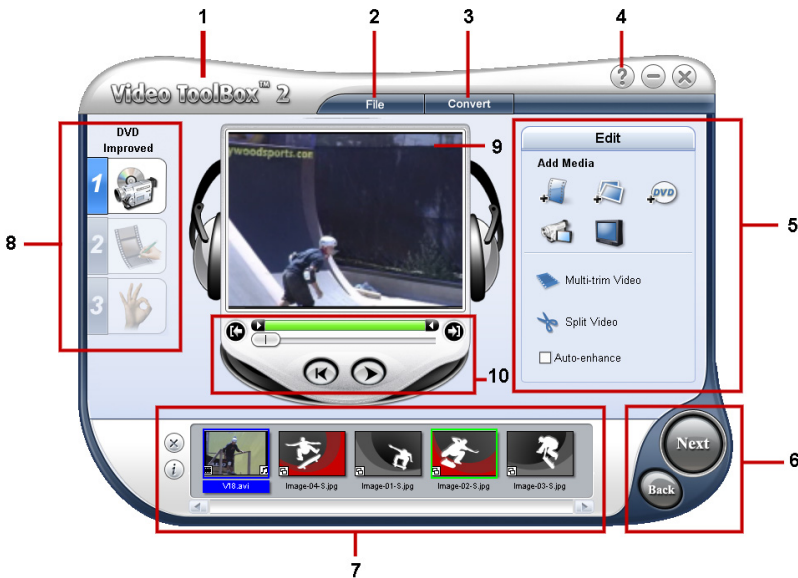 1
2
3
4
Video ToolBox™ 2
?
File
Convert
DVD
Improved
1
2
3
8
ywoodsports.com
9
Edit
Add Media
DVD
Multi-trim Video
Split Video
Auto-enhance
5
10
Next
Back
6
i
V18.avi
Image-04-S.jpg
Image-01-S.jpg
Image-02-S.jpg
Image-03-S.jpg
7